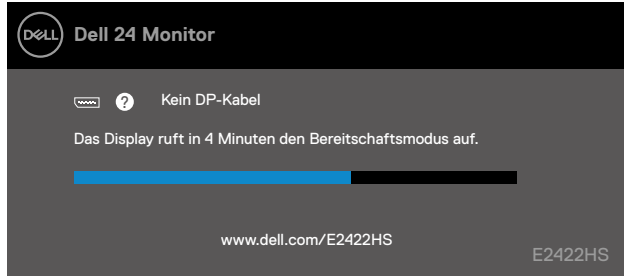 DELL Dell 24 Monitor
? Kein DP-Kabel
Das Display ruft in 4 Minuten den Bereitschaftsmodus auf.
www.dell.com/E2422HS
E2422HS